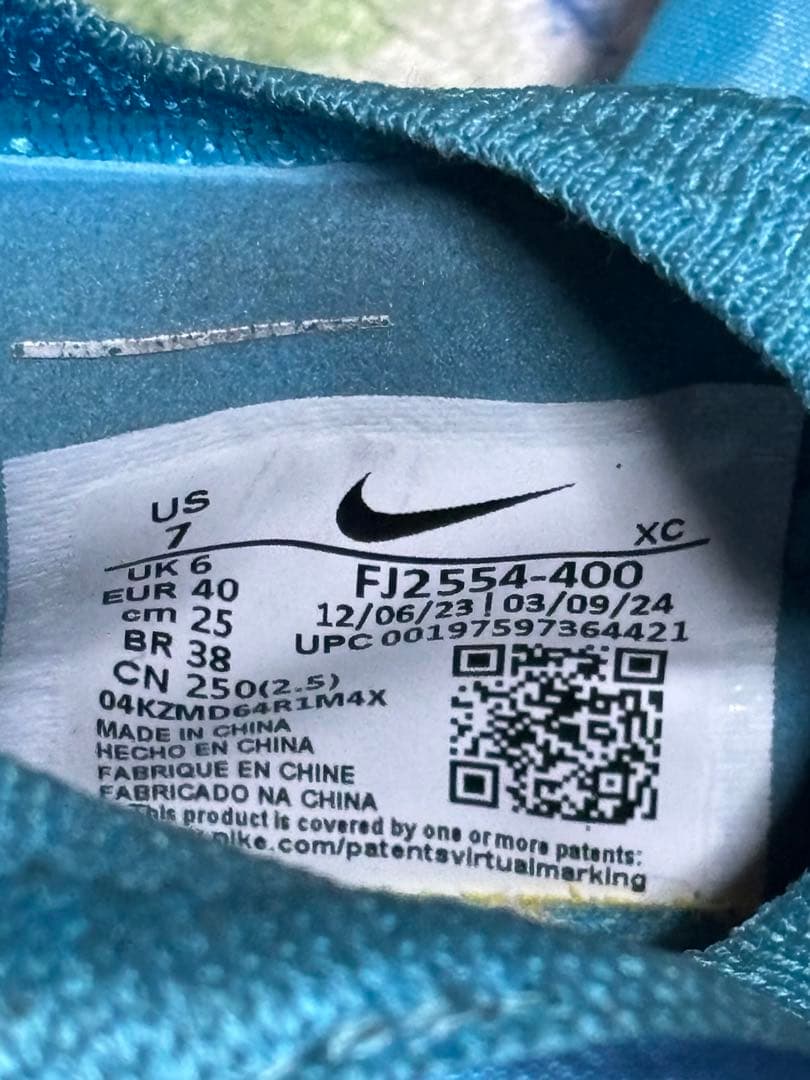 US
7
XC
UK 6
EUR 40
cm 25
BR 38
CN 250(2.5)
FJ2554-400
12/06/23 | 03/09/24
UPC 00197597364421
04KZMD64R1M4X
MADE IN CHINA
HECHO EN CHINA
FABRIQUE EN CHINE
FABRICADO NA CHINA
This product is covered by one or more patents:
nike.com/patentsvirtualmarking